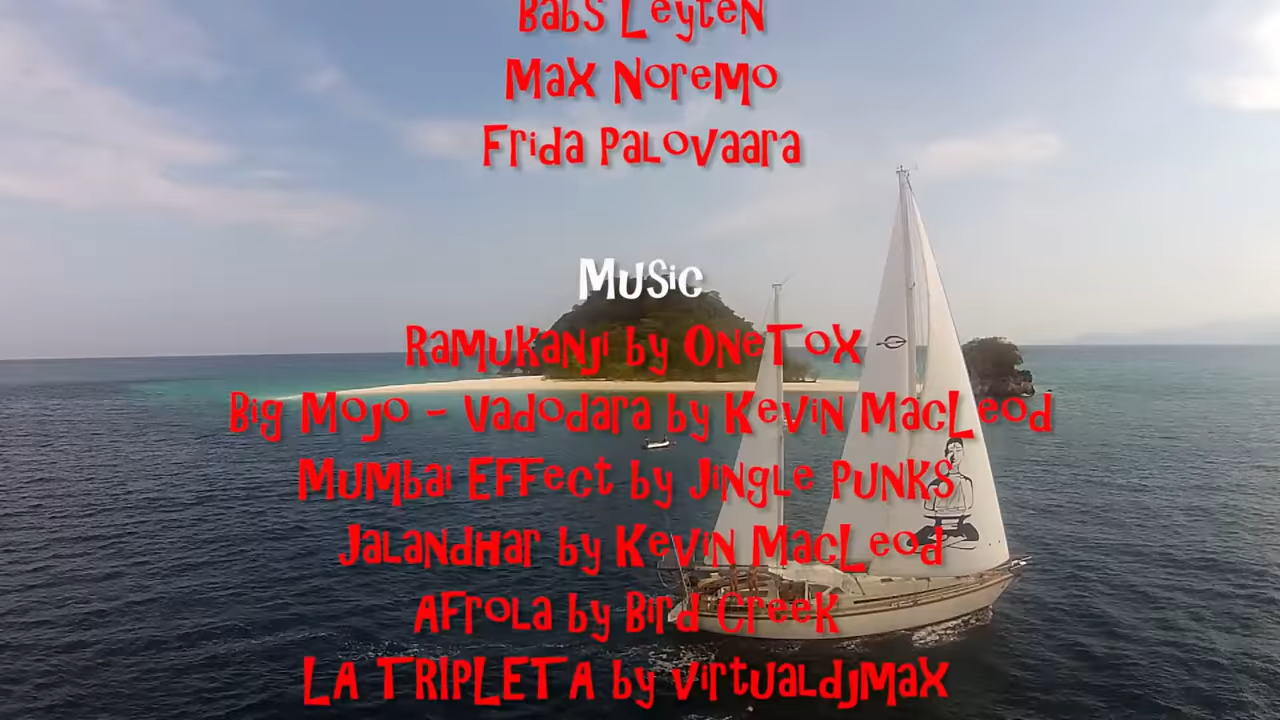 Babs Leyten
Max Noremo
Frida Palovaara
Music
Ramukanji by OneTox
Big Mojo - Vadodara by Kevin MacLeod
Mumbai Effect by Jingle Punks
Jalandhar by Kevin MacLeod
Afrola by Bird Creek
LA TRIPLETA by virtualdjmax